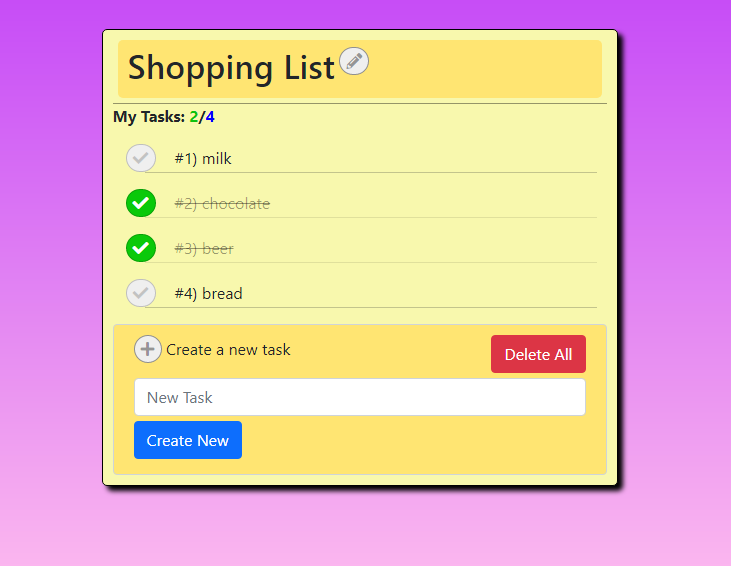 Shopping List
My Tasks: 2/4
#1) milk
#2) chocolate
#3) beer
#4) bread
Create a new task
Delete All
New Task
Create New